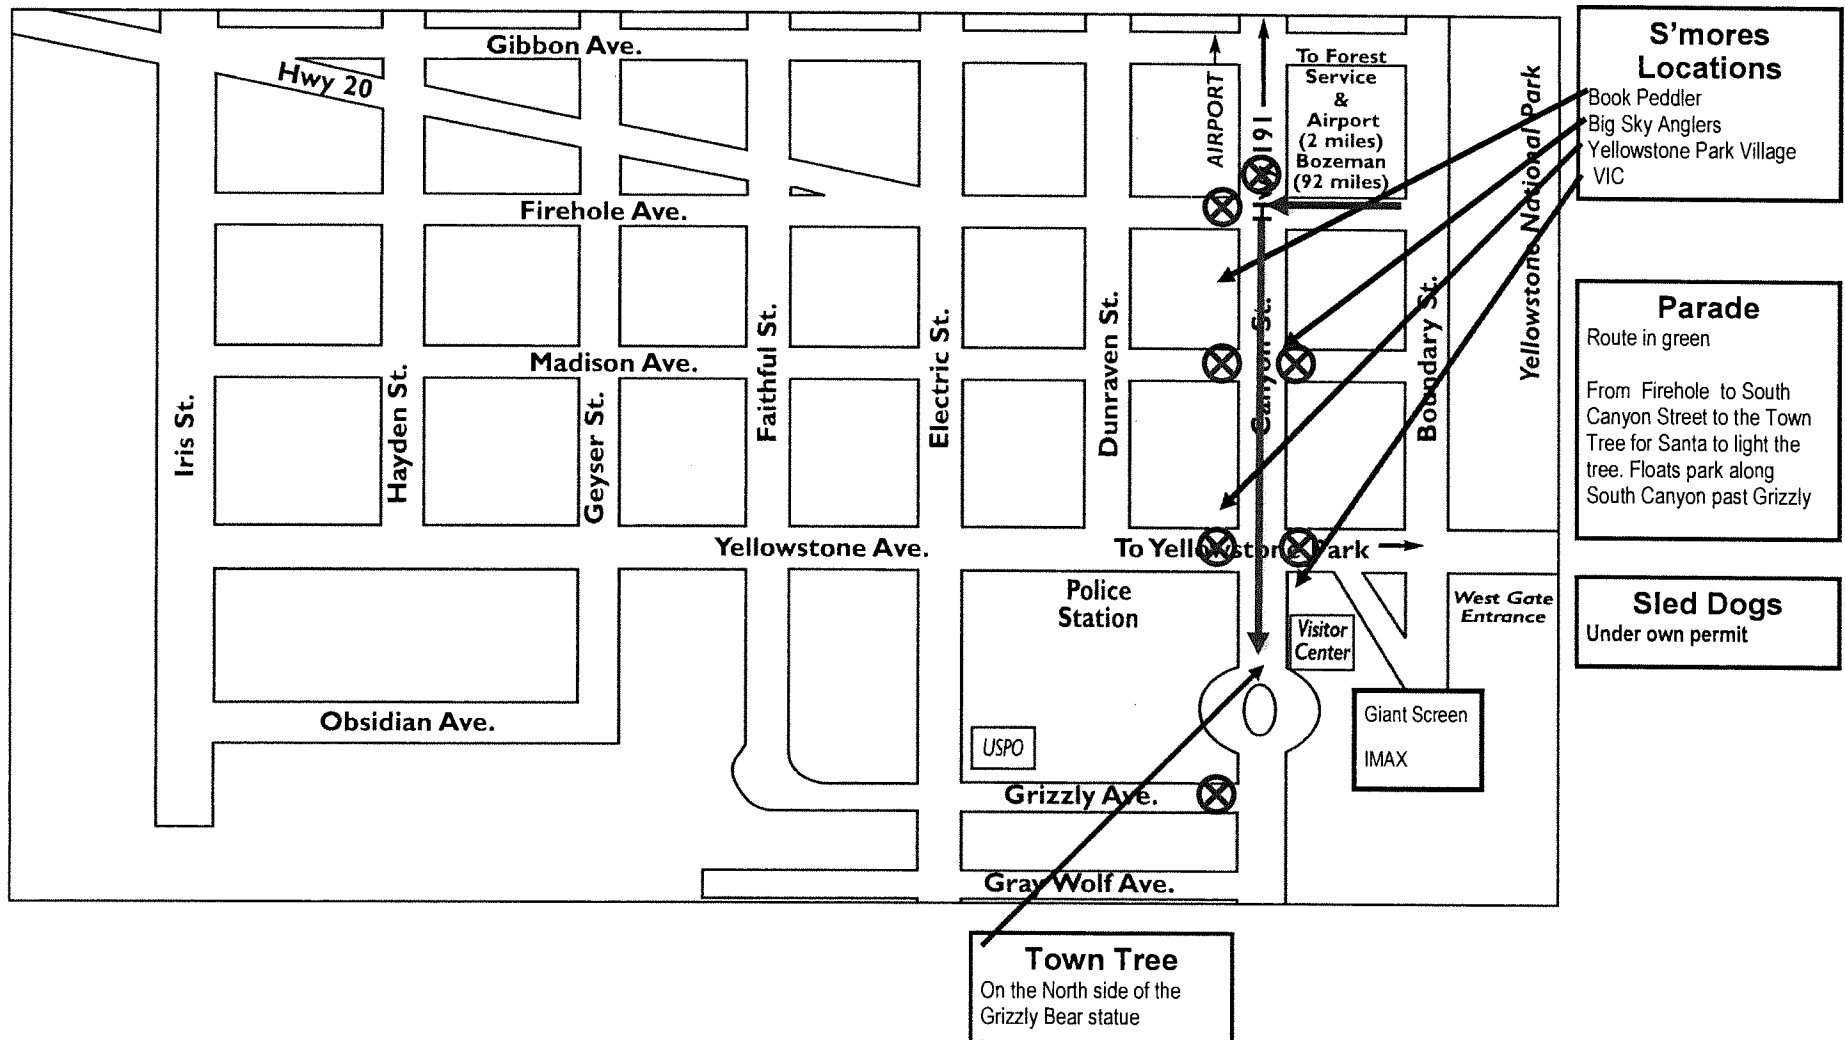 Gibbon Ave.
Hwy 20
AIRPORT
191
To Forest
Service
&
Airport
(2 miles)
Bozeman
(92 miles)
Firehole Ave.
Madison Ave.
Iris St.
Hayden St.
Geyser St.
Faithful St.
Electric St.
Dunraven St.
Canyon St.
Boundary St.
Yellowstone National Park
Yellowstone Ave.
To Yellowstone Park
Police
Station
Visitor
Center
West Gate
Entrance
Obsidian Ave.
USPO
Giant Screen
IMAX
Grizzly Ave.
Gray Wolf Ave.
S'mores
Locations
Book Peddler
Big Sky Anglers
Yellowstone Park Village
VIC
Parade
Route in green
From Firehole to South
Canyon Street to the Town
Tree for Santa to light the
tree. Floats park along
South Canyon past Grizzly
Sled Dogs
Under own permit
Town Tree
On the North side of the
Grizzly Bear statue